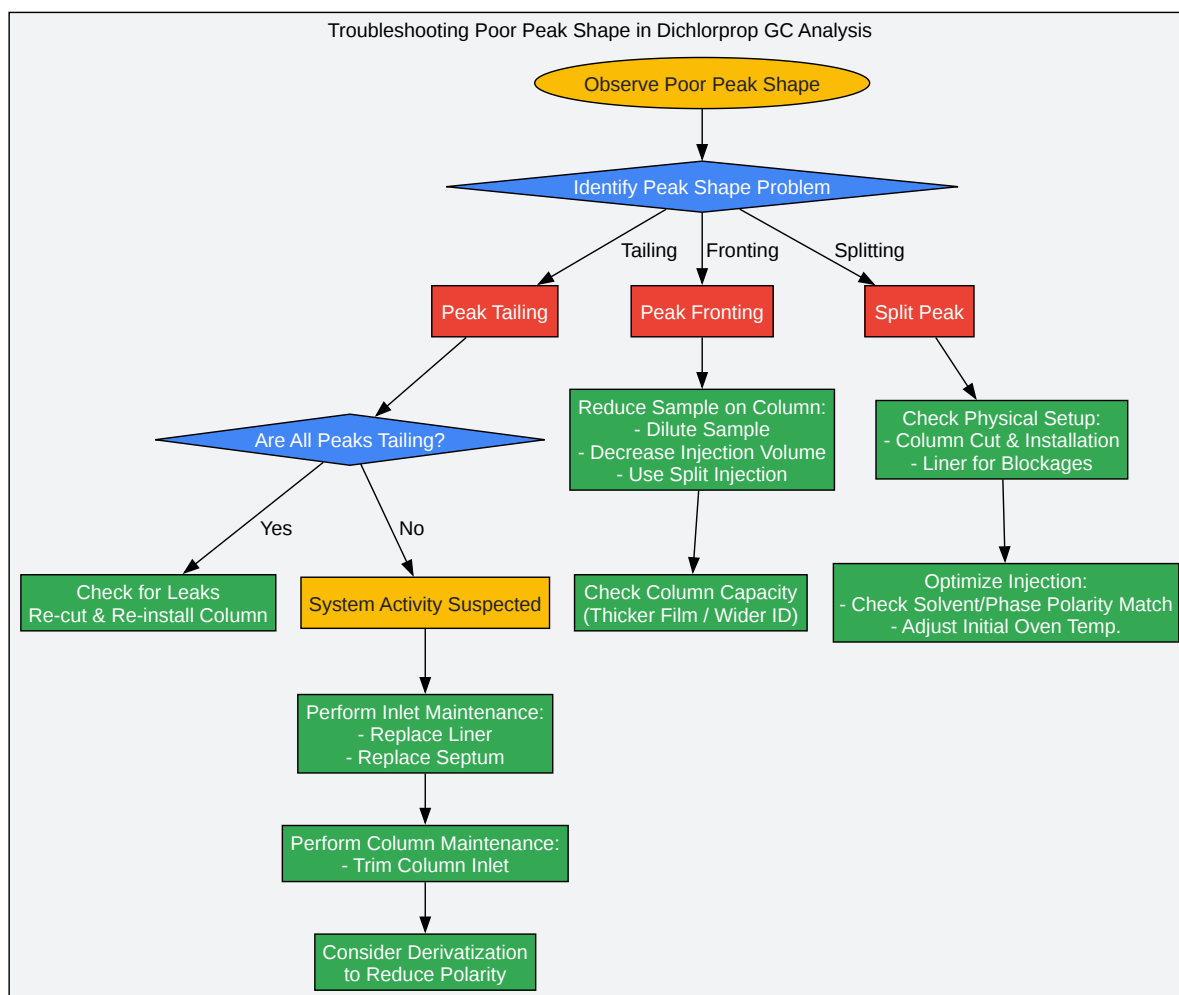 Troubleshooting Poor Peak Shape in Dichlorprop GC Analysis
Observe Poor Peak Shape
Identify Peak Shape Problem
Tailing
Fronting
Splitting
Peak Tailing
Peak Fronting
Split Peak
Are All Peaks Tailing?
Reduce Sample on Column:
- Dilute Sample
- Decrease Injection Volume
- Use Split Injection
Check Physical Setup:
- Column Cut & Installation
- Liner for Blockages
Yes
No
Check for Leaks
Re-cut & Re-install Column
System Activity Suspected
Check Column Capacity
(Thicker Film / Wider ID)
Optimize Injection:
- Check Solvent/Phase Polarity Match
- Adjust Initial Oven Temp.
Perform Inlet Maintenance:
- Replace Liner
- Replace Septum
Perform Column Maintenance:
- Trim Column Inlet
Consider Derivatization
to Reduce Polarity